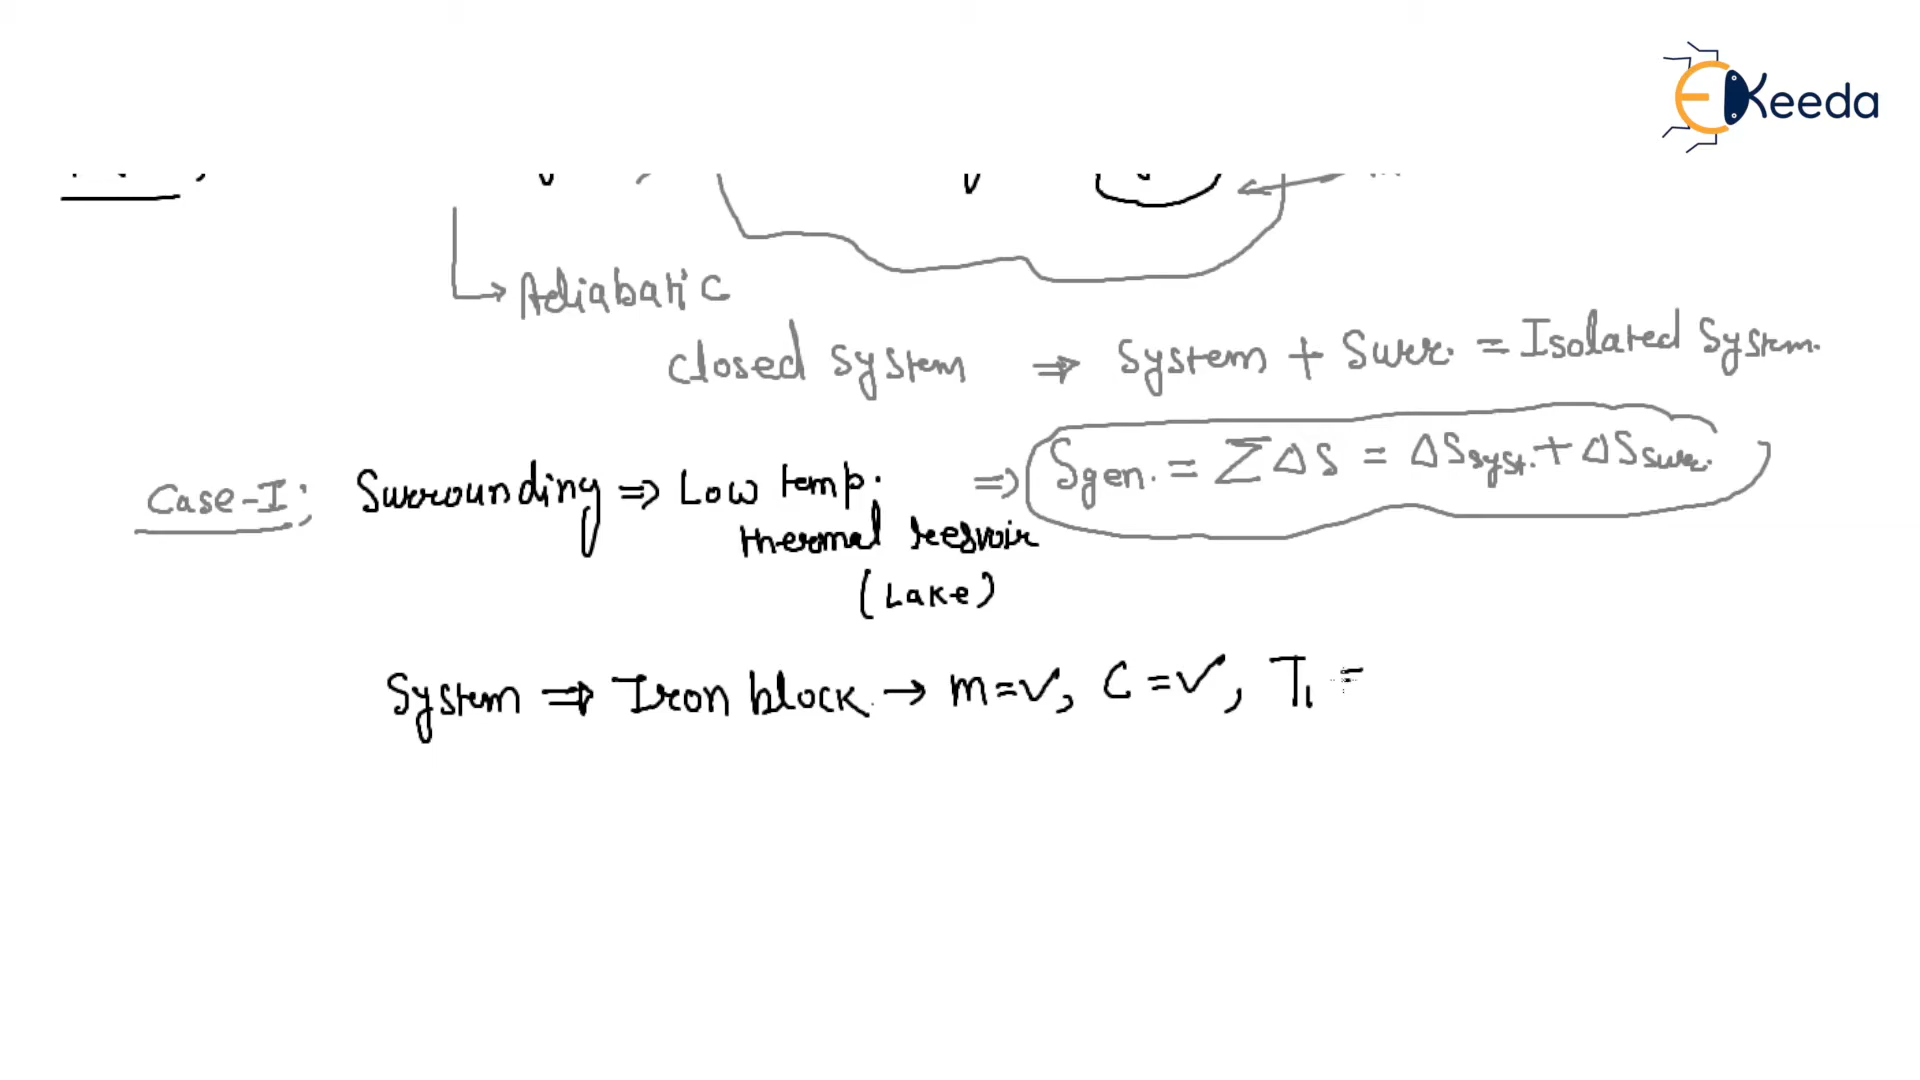 EKeeda
Adiabatic
closed system ⇒ System + Surr. = Isolated System.
Case-I: Surrounding ⇒ Low temp. ⇒ Sgen. = ΣΔS = ΔSsyst. + ΔSsurr.
thermal resvoir
(Lake)
System ⇒ Iron block → m=✓, C=✓, T₁ =